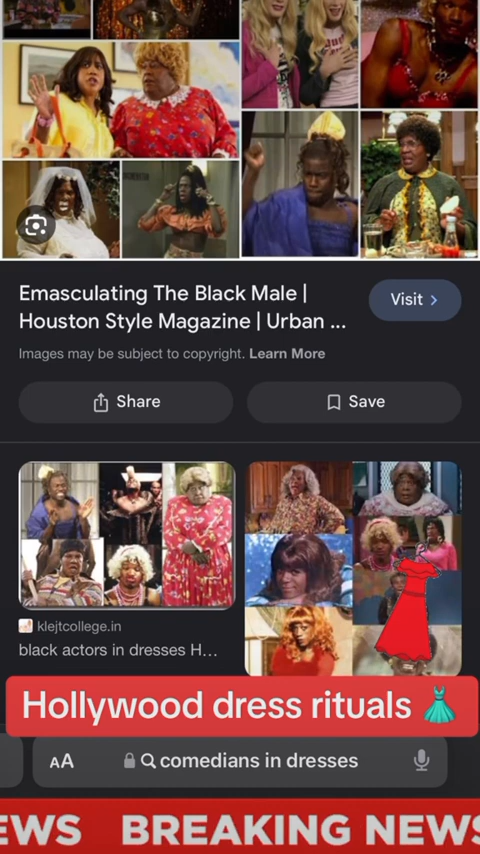 Emasculating The Black Male |
Houston Style Magazine | Urban ...
Visit >
Images may be subject to copyright. Learn More
Share
Save
klejtcollege.in
black actors in dresses H...
Hollywood dress rituals 👗
AA
comedians in dresses
EWS BREAKING NEWS